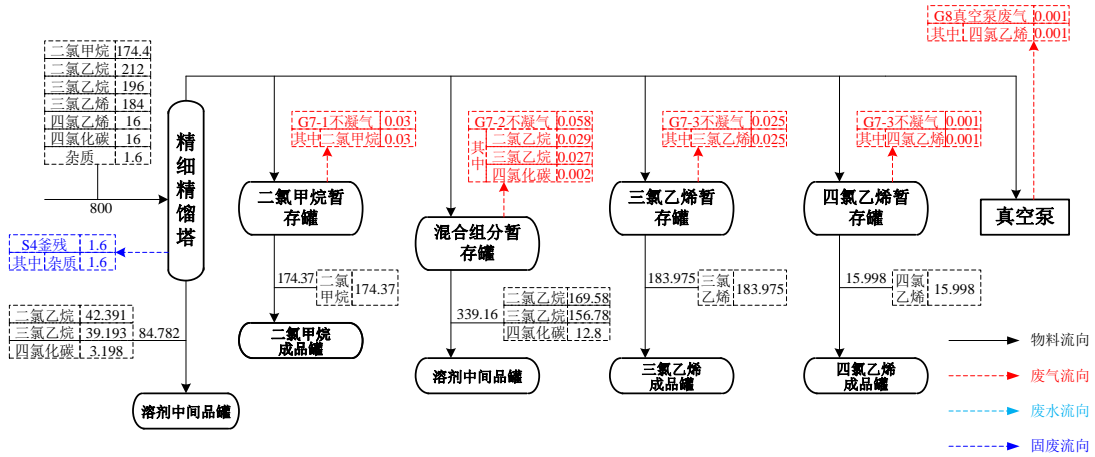 G8真空泵废气 0.001
其中 四氯乙烯 0.001
二氯甲烷 174.4
二氯乙烷 212
三氯乙烷 196
三氯乙烯 184
四氯乙烯 16
四氯化碳 16
杂质 1.6
800
精细精馏塔
S4釜残 1.6
其中 杂质 1.6
G7-1不凝气 0.03
其中 二氯甲烷 0.03
G7-2不凝气 0.058
其中 二氯乙烷 0.029
三氯乙烷 0.027
四氯化碳 0.002
G7-3不凝气 0.025
其中 三氯乙烯 0.025
G7-3不凝气 0.001
其中 四氯乙烯 0.001
二氯甲烷暂
存罐
混合组分暂
存罐
三氯乙烯暂
存罐
四氯乙烯暂
存罐
真空泵
174.37
二氯
甲烷
174.37
339.16
二氯乙烷 169.58
三氯乙烷 156.78
四氯化碳 12.8
183.975
三氯
乙烯
183.975
15.998
四氯
乙烯
15.998
二氯乙烷 42.391
三氯乙烷 39.193
四氯化碳 3.198
84.782
二氯甲烷
成品罐
溶剂中间品罐
三氯乙烯
成品罐
四氯乙烯
成品罐
溶剂中间品罐
物料流向
废气流向
废水流向
固废流向